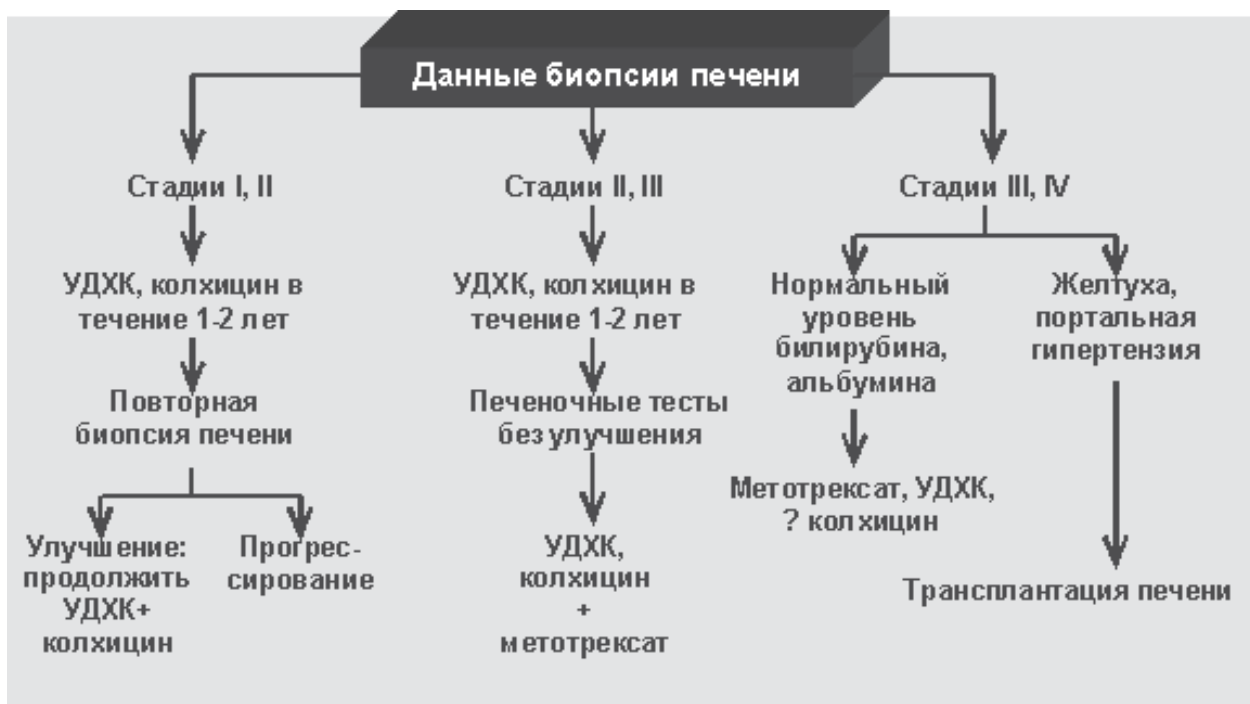 Данные биопсии печени
Стадии I, II
УДХК, колхицин в
течение 1-2 лет
Повторная
биопсия печени
Улучшение:
продолжить
УДХК+
колхицин
Прогрес-
сирование
Стадии II, III
УДХК, колхицин в
течение 1-2 лет
Печеночные тесты
без улучшения
УДХК,
колхицин
+
метотрексат
Стадии III, IV
Нормальный
уровень
билирубина,
альбумина
Метотрексат, УДХК,
? колхицин
Желтуха,
портальная
гипертензия
Трансплантация печени